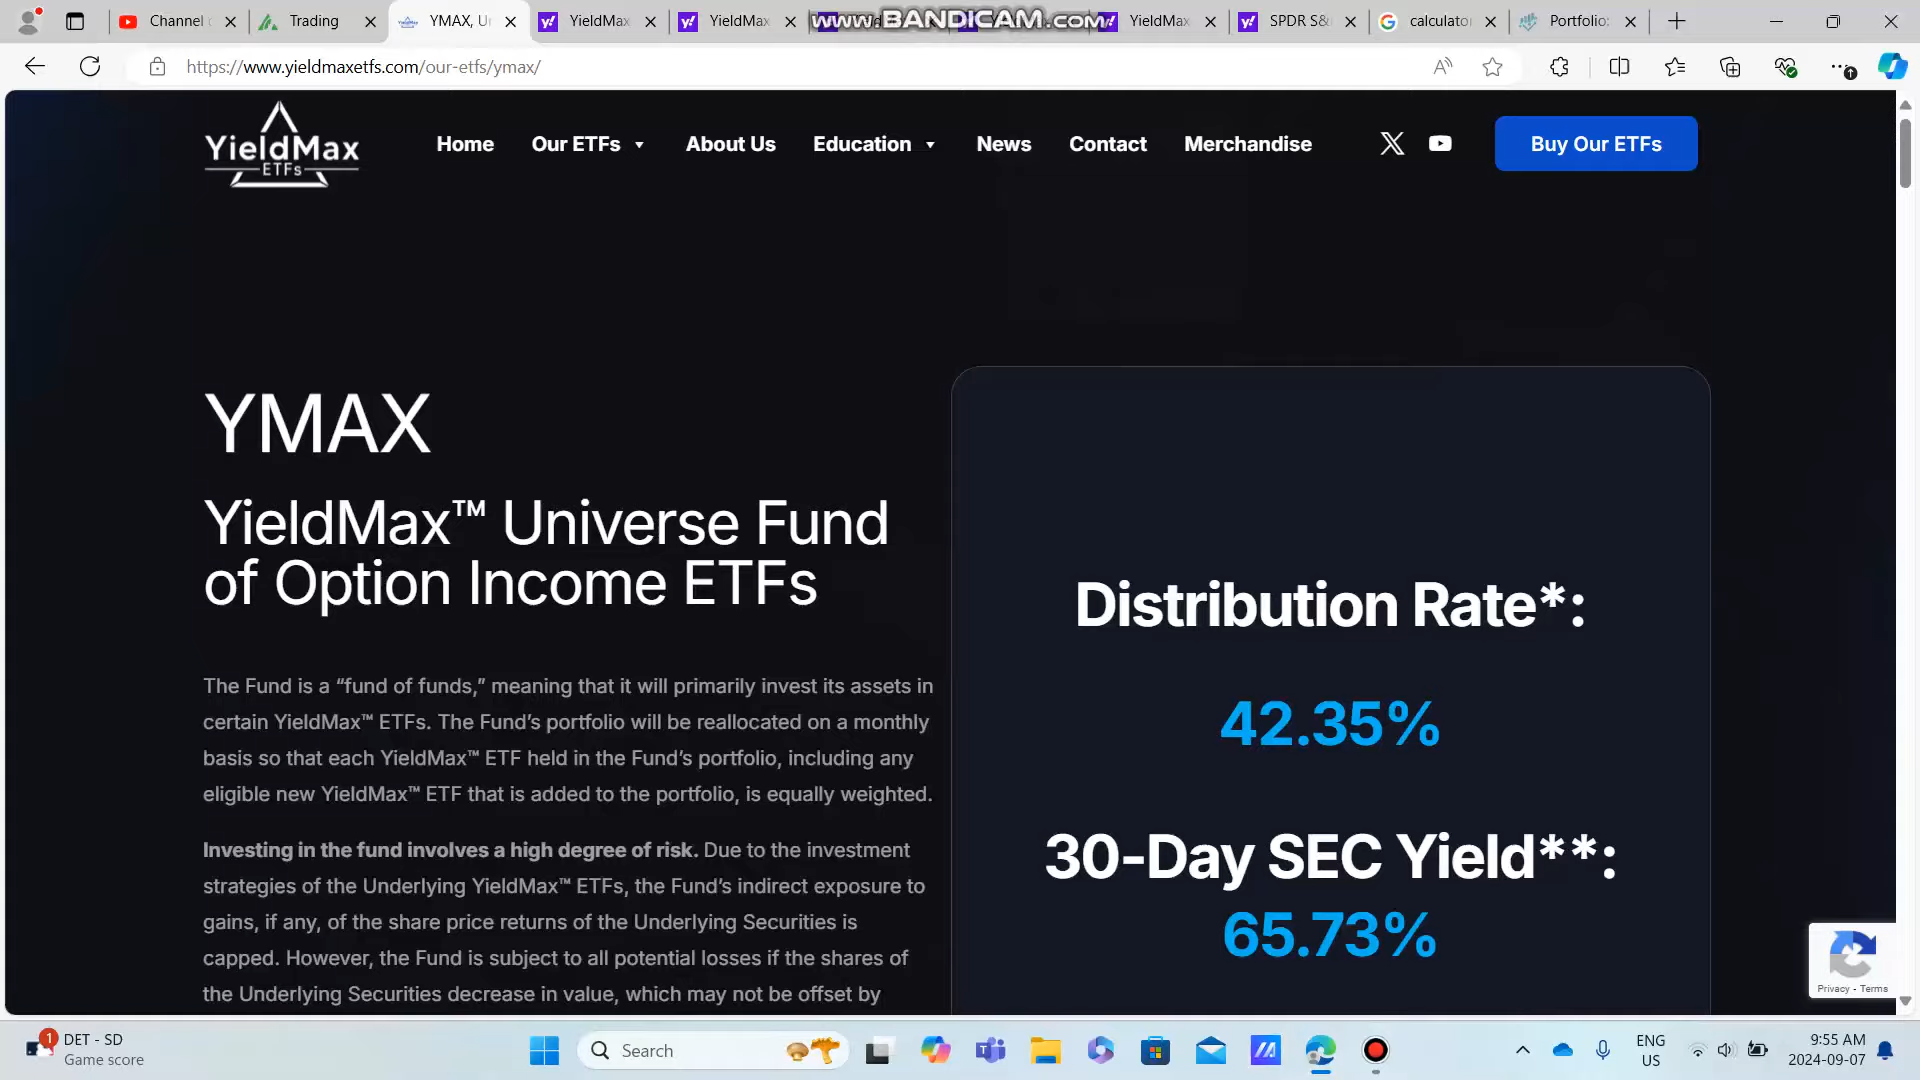 Channel
Trading
YMAX, U
YieldMax
YieldMax
www.BANDICAM.com
YieldMax
SPDR S&
calculator
Portfolio
https://www.yieldmaxetfs.com/our-etfs/ymax/
YieldMax
ETFs
Home
Our ETFs
About Us
Education
News
Contact
Merchandise
Buy Our ETFs
YMAX
YieldMax™ Universe Fund
of Option Income ETFs
The Fund is a “fund of funds,” meaning that it will primarily invest its assets in
certain YieldMax™ ETFs. The Fund’s portfolio will be reallocated on a monthly
basis so that each YieldMax™ ETF held in the Fund’s portfolio, including any
eligible new YieldMax™ ETF that is added to the portfolio, is equally weighted.
Investing in the fund involves a high degree of risk. Due to the investment
strategies of the Underlying YieldMax™ ETFs, the Fund’s indirect exposure to
gains, if any, of the share price returns of the Underlying Securities is
capped. However, the Fund is subject to all potential losses if the shares of
the Underlying Securities decrease in value, which may not be offset by
Distribution Rate*:
42.35%
30-Day SEC Yield**:
65.73%
Privacy - Terms
1
DET - SD
Game score
Search
ENG
US
9:55 AM
2024-09-07